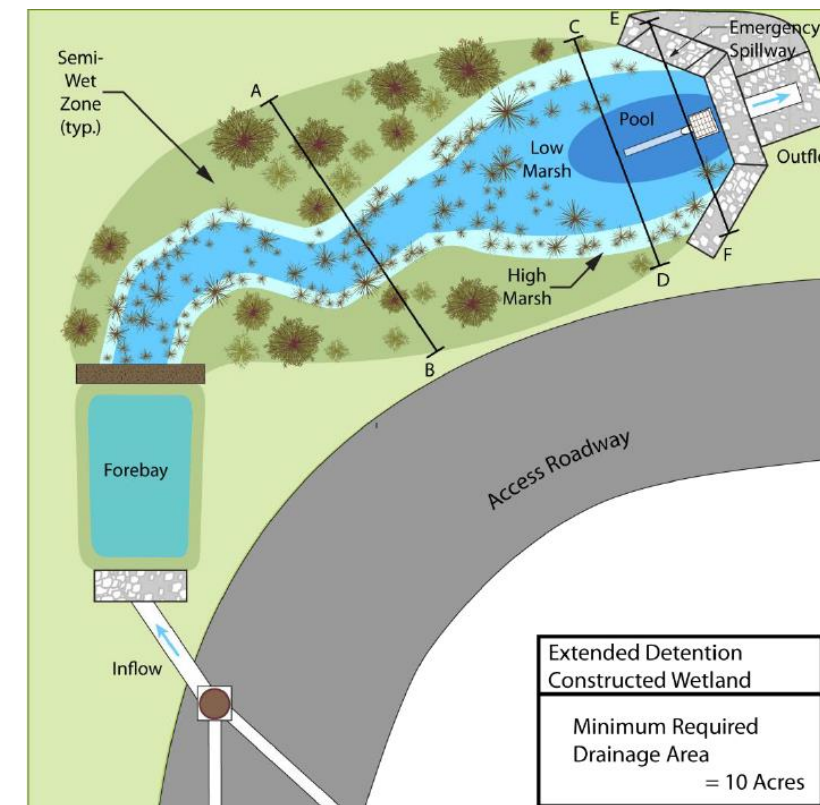 C
E
Emergency
Spillway
Semi-
Wet
Zone
(typ.)
A
Pool
Low
Marsh
Outflo
F
High
Marsh
D
B
Forebay
Access Roadway
Inflow
Extended Detention
Constructed Wetland
Minimum Required
Drainage Area
= 10 Acres